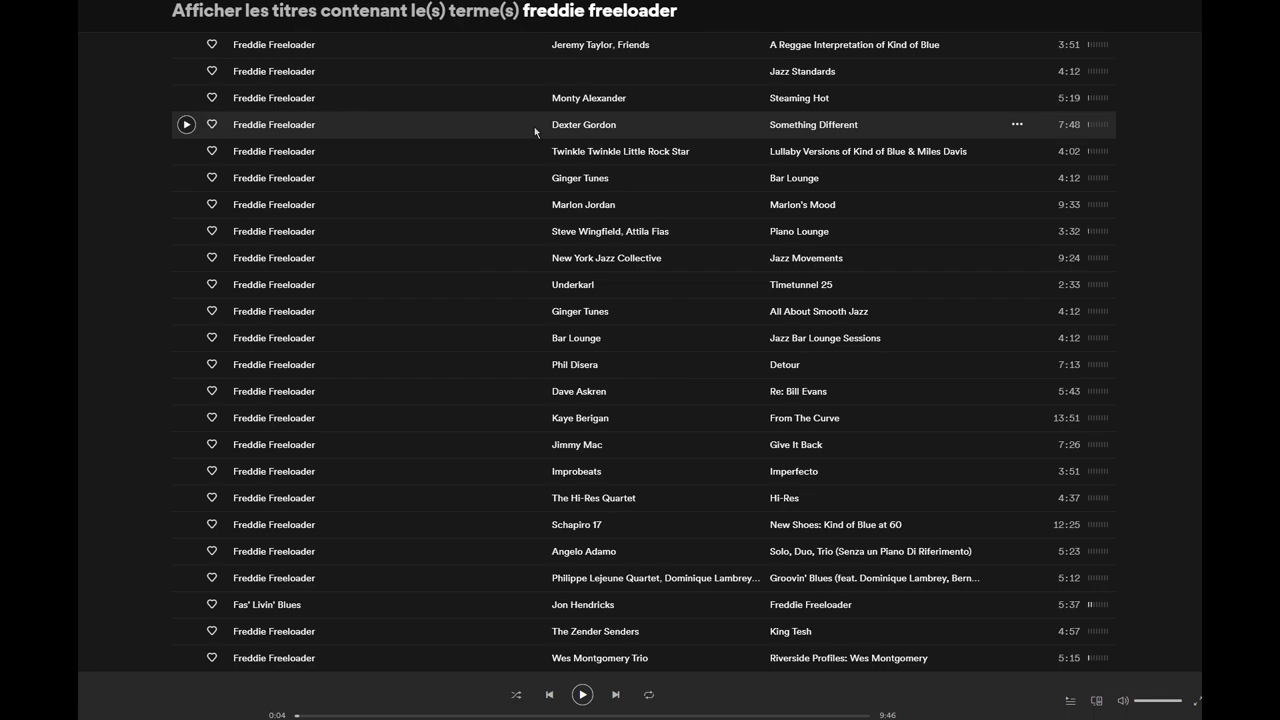 Afficher les titres contenant le(s) terme(s) freddie freeloader
Freddie Freeloader Jeremy Taylor, Friends A Reggae Interpretation of Kind of Blue 3:51
Freddie Freeloader Jazz Standards 4:12
Freddie Freeloader Monty Alexander Steaming Hot 5:19
Freddie Freeloader Dexter Gordon Something Different ••• 7:48
Freddie Freeloader Twinkle Twinkle Little Rock Star Lullaby Versions of Kind of Blue & Miles Davis 4:02
Freddie Freeloader Ginger Tunes Bar Lounge 4:12
Freddie Freeloader Marlon Jordan Marlon's Mood 9:33
Freddie Freeloader Steve Wingfield, Attila Fias Piano Lounge 3:32
Freddie Freeloader New York Jazz Collective Jazz Movements 9:24
Freddie Freeloader Underkarl Timetunnel 25 2:33
Freddie Freeloader Ginger Tunes All About Smooth Jazz 4:12
Freddie Freeloader Bar Lounge Jazz Bar Lounge Sessions 4:12
Freddie Freeloader Phil Disera Detour 7:13
Freddie Freeloader Dave Askren Re: Bill Evans 5:43
Freddie Freeloader Kaye Berigan From The Curve 13:51
Freddie Freeloader Jimmy Mac Give It Back 7:26
Freddie Freeloader Improbeats Imperfecto 3:51
Freddie Freeloader The Hi-Res Quartet Hi-Res 4:37
Freddie Freeloader Schapiro 17 New Shoes: Kind of Blue at 60 12:25
Freddie Freeloader Angelo Adamo Solo, Duo, Trio (Senza un Piano Di Riferimento) 5:23
Freddie Freeloader Philippe Lejeune Quartet, Dominique Lambrey... Groovin' Blues (feat. Dominique Lambrey, Bern... 5:12
Fas' Livin' Blues Jon Hendricks Freddie Freeloader 5:37
Freddie Freeloader The Zender Senders King Tesh 4:57
Freddie Freeloader Wes Montgomery Trio Riverside Profiles: Wes Montgomery 5:15
0:04 9:46